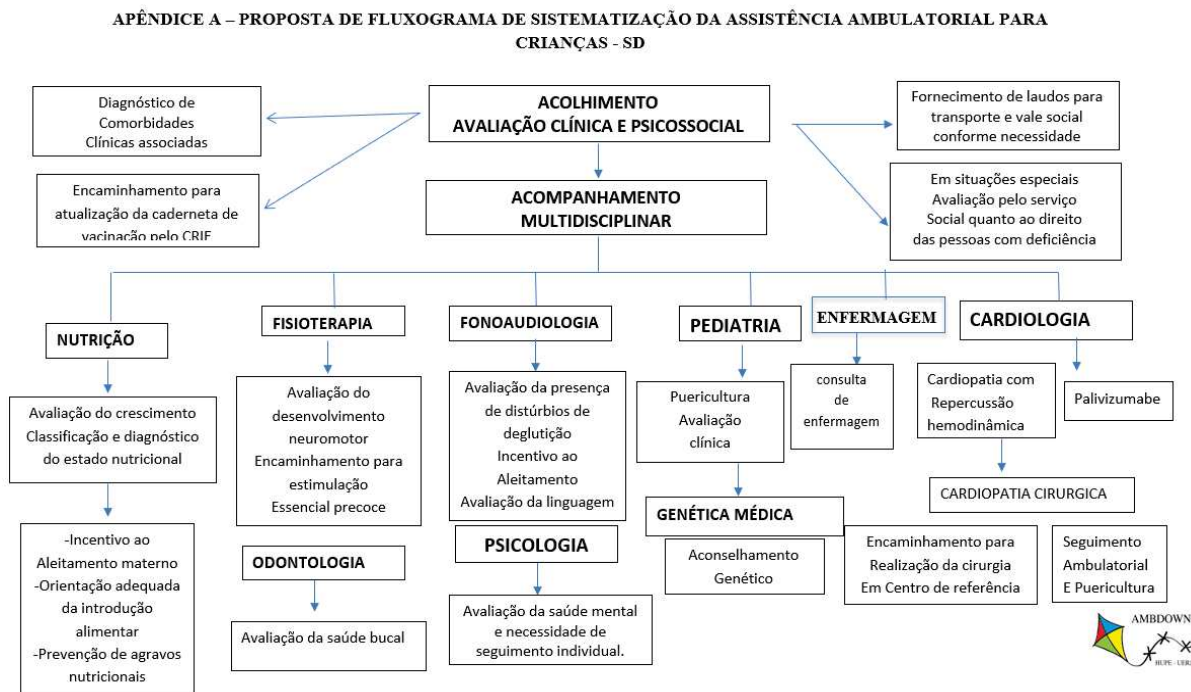 APÊNDICE A – PROPOSTA DE FLUXOGRAMA DE SISTEMATIZAÇÃO DA ASSISTÊNCIA AMBULATORIAL PARA
CRIANÇAS - SD
Diagnóstico de
Comorbidades
Clínicas associadas
ACOLHIMENTO
AVALIAÇÃO CLÍNICA E PSICOSSOCIAL
Fornecimento de laudos para
transporte e vale social
conforme necessidade
Encaminhamento para
atualização da caderneta de
vacinação pelo CRIE
ACOMPANHAMENTO
MULTIDISCIPLINAR
Em situações especiais
Avaliação pelo serviço
Social quanto ao direito
das pessoas com deficiência
NUTRIÇÃO
Avaliação do crescimento
Classificação e diagnóstico
do estado nutricional
-Incentivo ao
Aleitamento materno
-Orientação adequada
da introdução
alimentar
-Prevenção de agravos
nutricionais
FISIOTERAPIA
Avaliação do
desenvolvimento
neuromotor
Encaminhamento para
estimulação
Essencial precoce
ODONTOLOGIA
Avaliação da saúde bucal
FONOAUDIOLOGIA
Avaliação da presença
de distúrbios de
deglutição
Incentivo ao
Aleitamento
Avaliação da linguagem
PSICOLOGIA
Avaliação da saúde mental
e necessidade de
seguimento individual.
PEDIATRIA
Puericultura
Avaliação
clínica
GENÉTICA MÉDICA
Aconselhamento
Genético
ENFERMAGEM
consulta
de
enfermagem
CARDIOLOGIA
Cardiopatia com
Repercussão
hemodinâmica
Palivizumabe
CARDIOPATIA CIRURGICA
Encaminhamento para
Realização da cirurgia
Em Centro de referência
Seguimento
Ambulatorial
E Puericultura
AMBDOWN
HUPE - UERJ